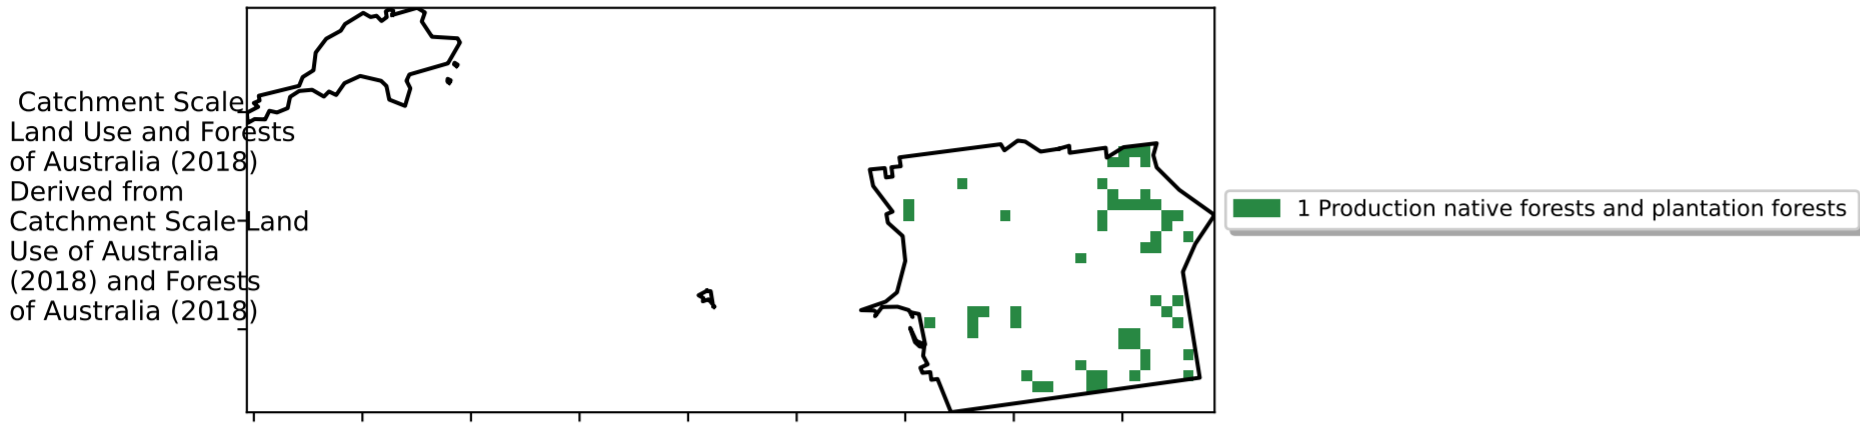 Catchment Scale
Land Use and Forests
of Australia (2018)
Derived from
Catchment Scale Land
Use of Australia
(2018) and Forests
of Australia (2018)
1 Production native forests and plantation forests